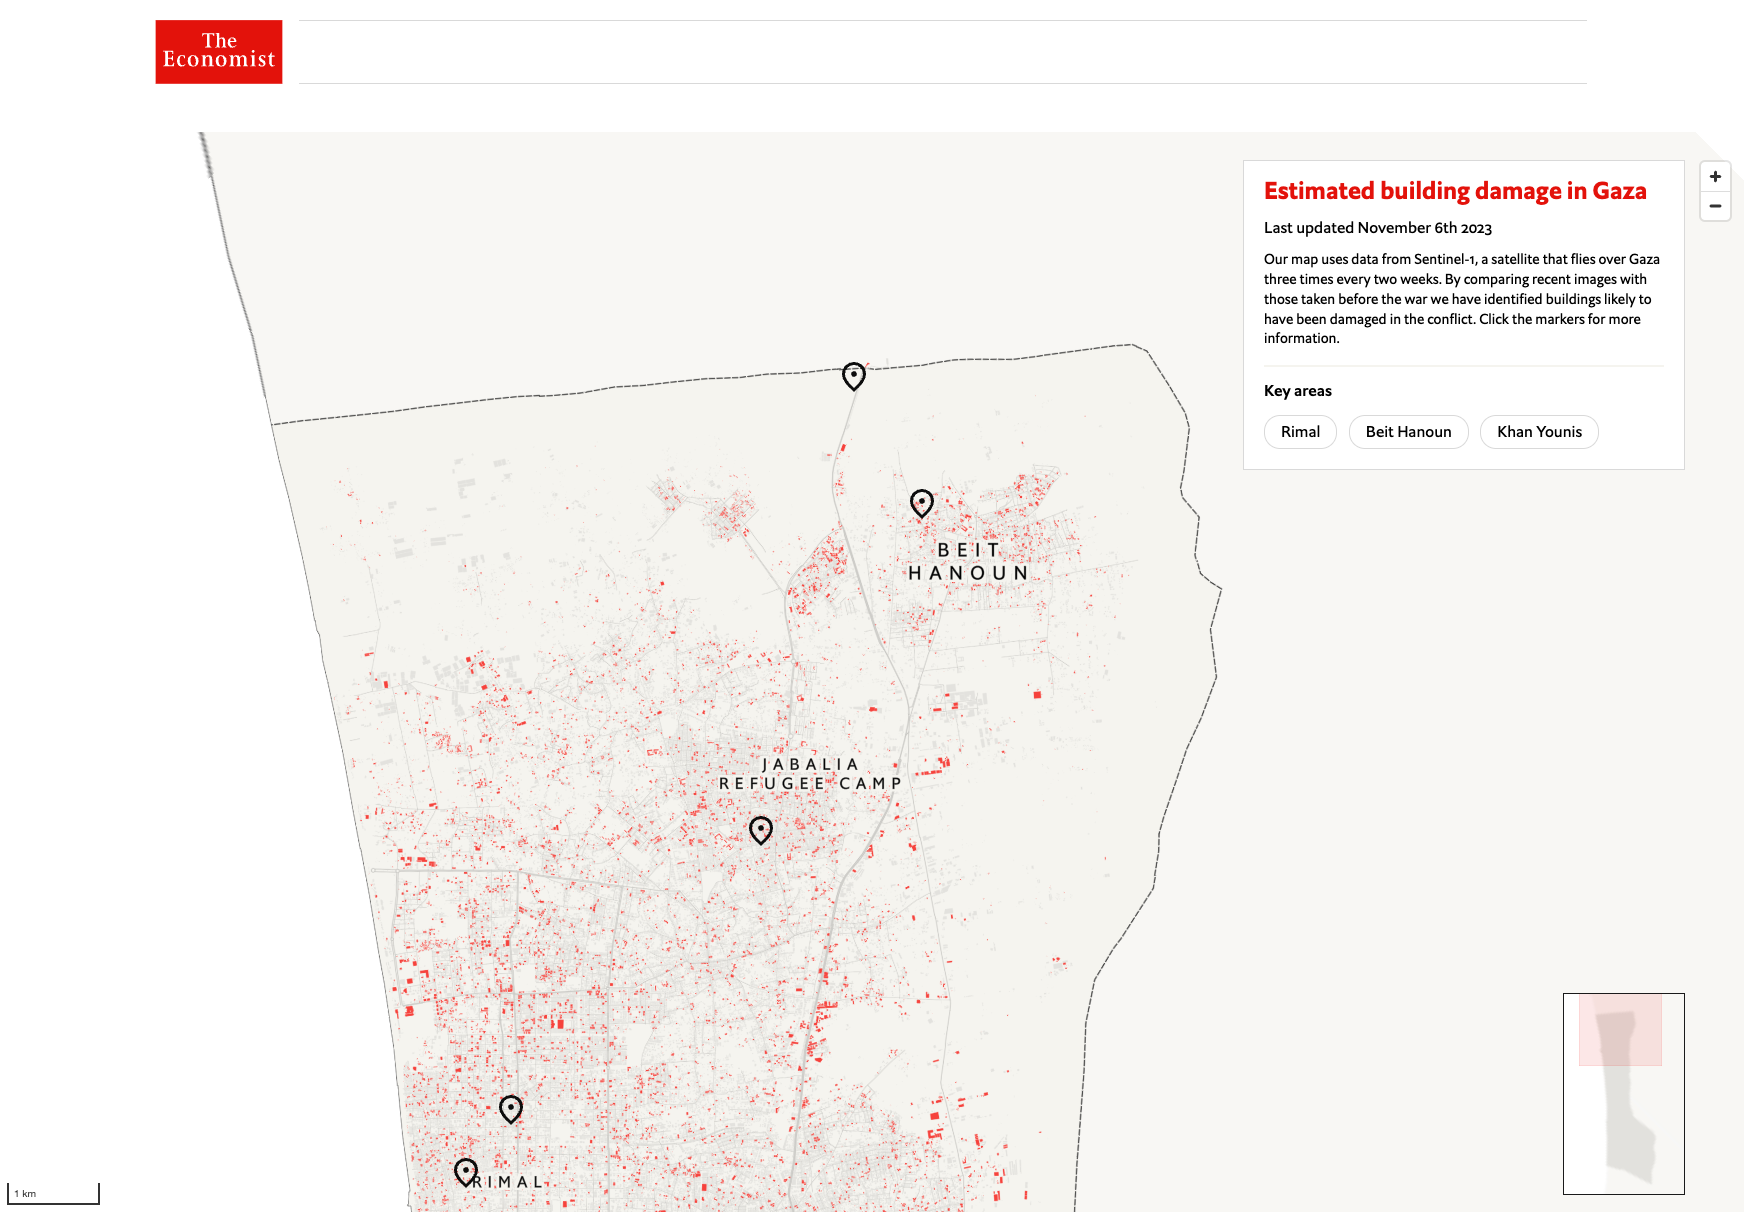 The
Economist
Estimated building damage in Gaza
Last updated November 6th 2023
Our map uses data from Sentinel-1, a satellite that flies over Gaza
three times every two weeks. By comparing recent images with
those taken before the war we have identified buildings likely to
have been damaged in the conflict. Click the markers for more
information.
Key areas
Rimal Beit Hanoun Khan Younis
+
−
BEIT
HANOUN
JABALIA
REFUGEE CAMP
RIMAL
1 km